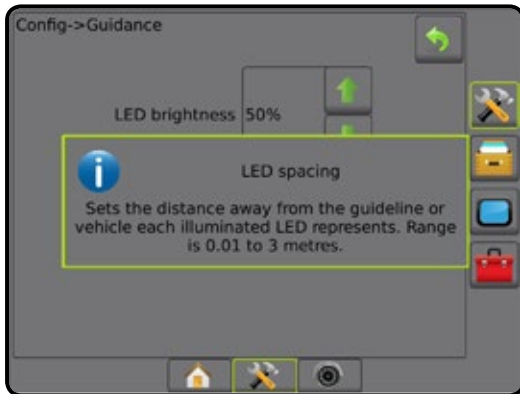 Config->Guidance
LED brightness 50%
LED spacing
Sets the distance away from the guideline or
vehicle each illuminated LED represents. Range
is 0.01 to 3 metres.